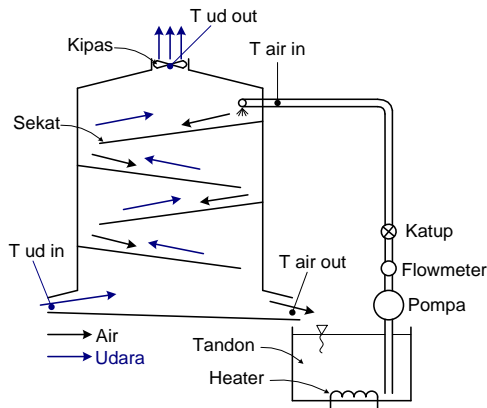 T ud out
Kipas
T air in
Sekat
Katup
T ud in
T air out
Flowmeter
Pompa
Air
Udara
Tandon
Heater